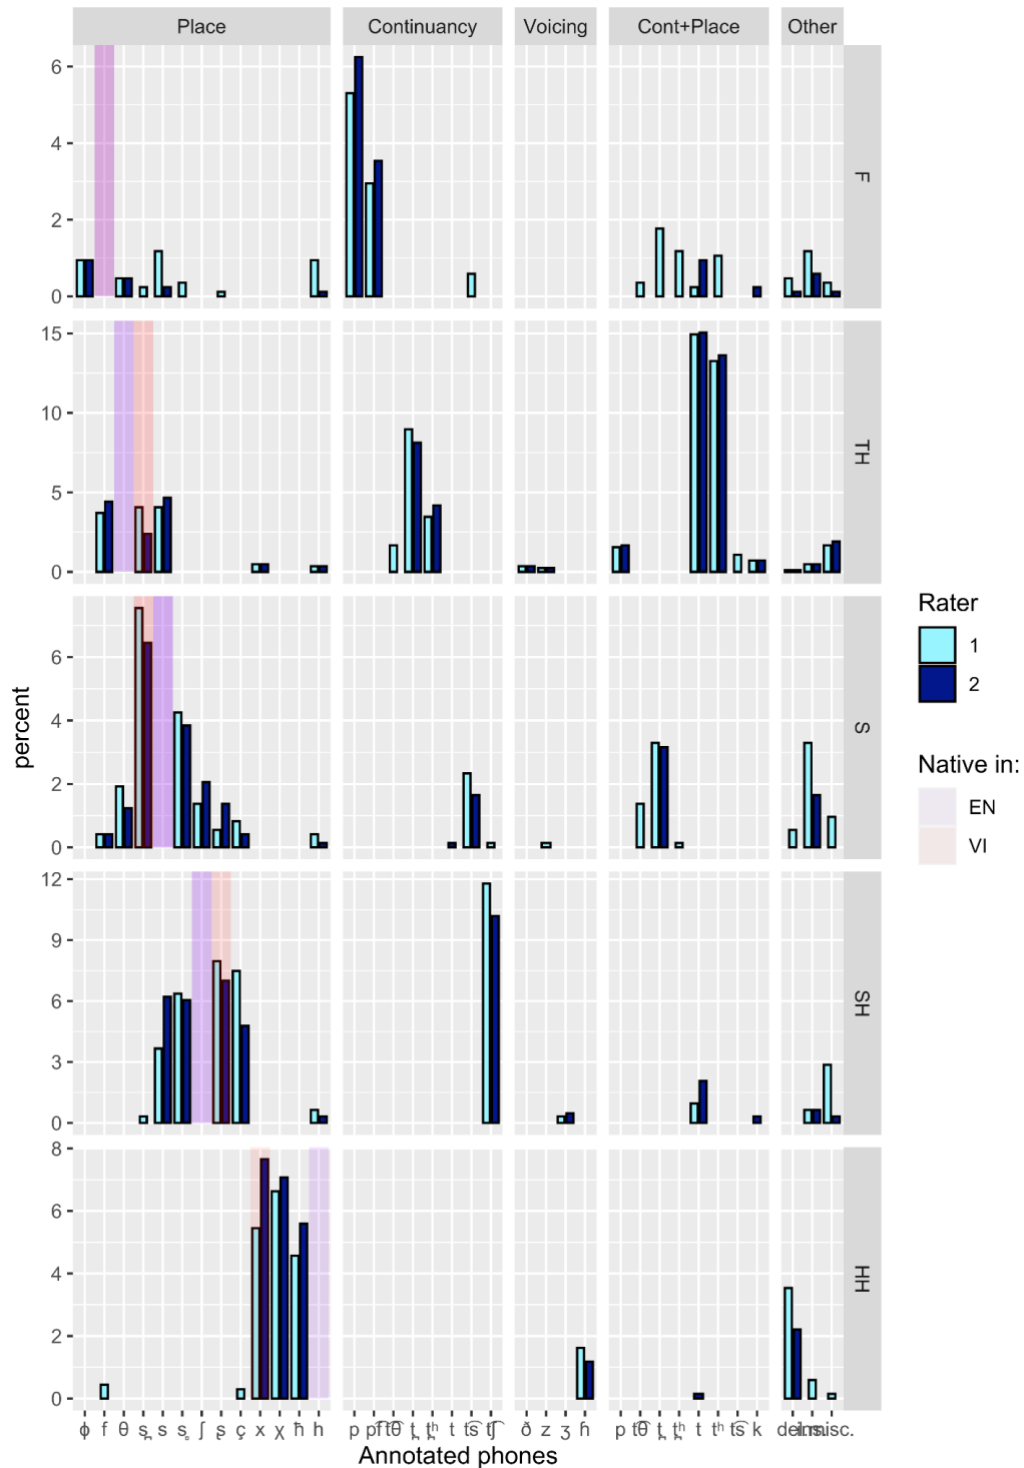 Place Continuancy Voicing Cont+Place Other
6
4
2
0
F
15
10
5
0
TH
6
4
2
0
S
12
9
6
3
0
SH
8
6
4
2
0
HH
percent
ɸ f θ s̪ s s̻ ʃ ʂ ç x χ ħ h p p͡f t͡θ t̪ t̪ʰ t t͡s t͡ʃ ð z ʒ ɦ p t͡θ t̪ t̪ʰ t tʰ t͡s k del. ins. misc.
Annotated phones
Rater
1
2
Native in:
EN
VI